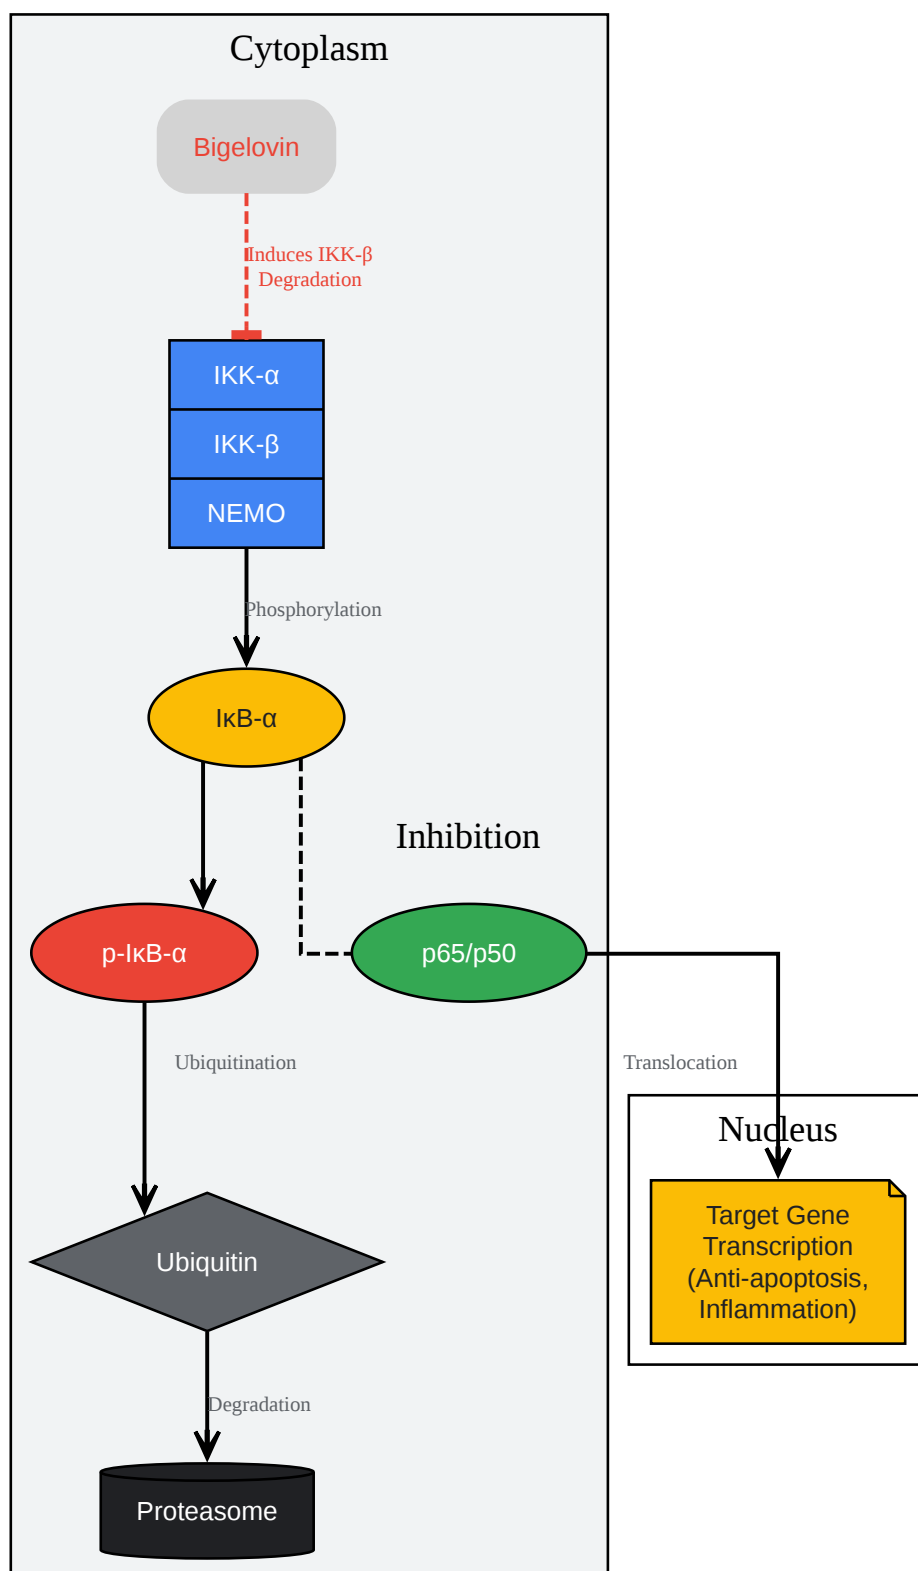 Cytoplasm
Bigelovin
Induces IKK-β
Degradation
IKK-α
IKK-β
NEMO
Phosphorylation
IκB-α
Inhibition
p-IκB-α
p65/p50
Ubiquitination
Translocation
Nucleus
Target Gene
Transcription
(Anti-apoptosis,
Inflammation)
Ubiquitin
Degradation
Proteasome